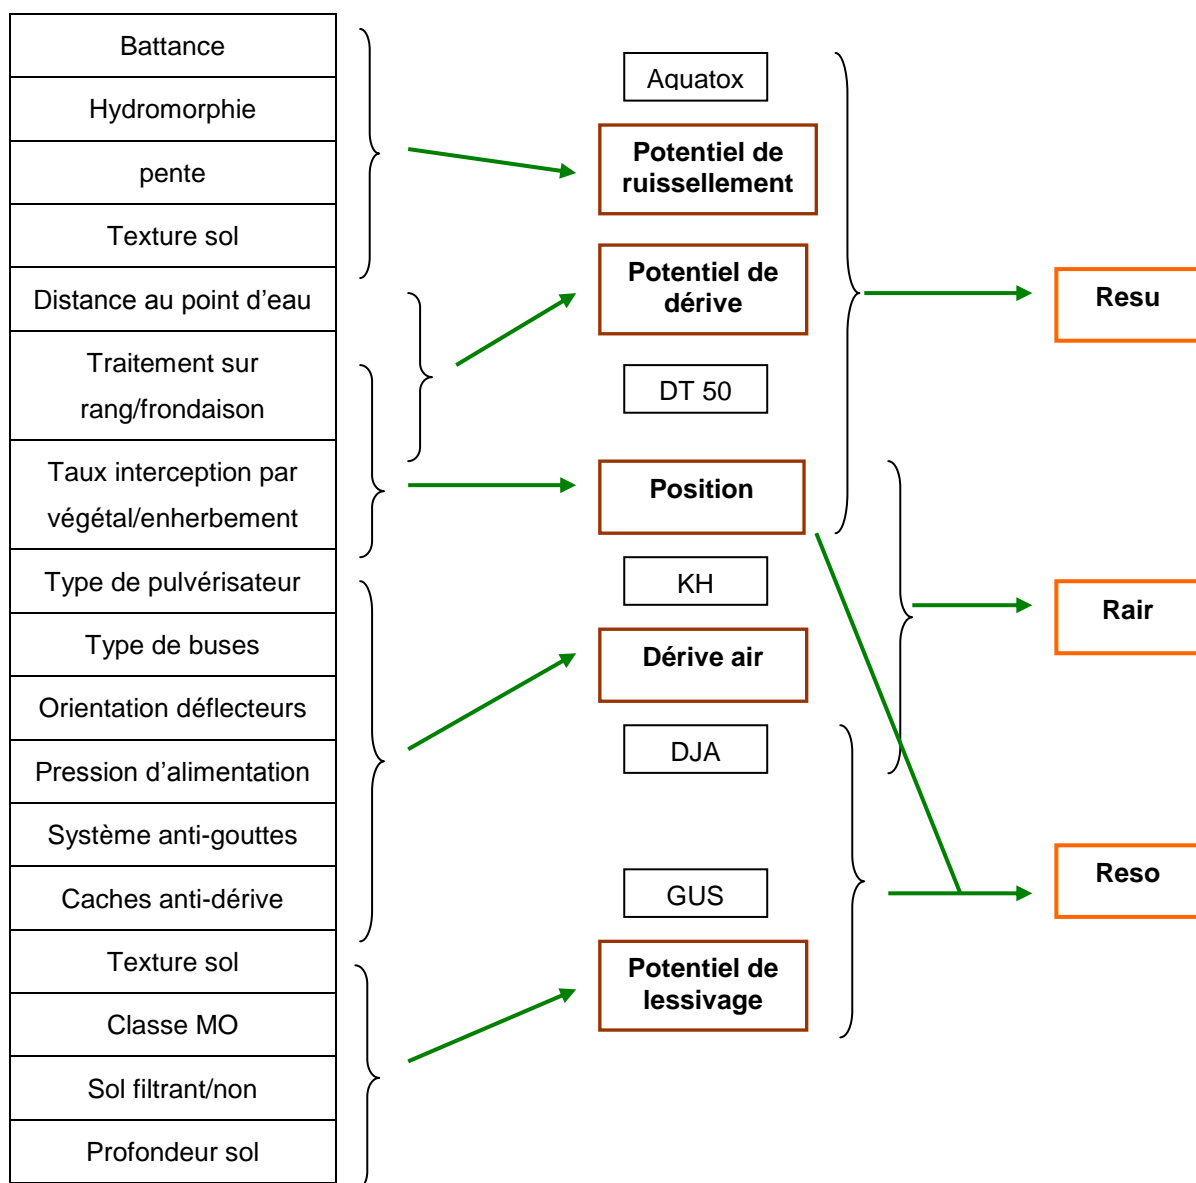 Battance
Hydromorphie
pente
Texture sol
Distance au point d'eau
Traitement sur
rang/frondaison
Taux interception par
végétal/enherbement
Type de pulvérisateur
Type de buses
Orientation déflecteurs
Pression d'alimentation
Système anti-gouttes
Caches anti-dérive
Texture sol
Classe MO
Sol filtrant/non
Profondeur sol
Aquatox
Potentiel de
ruissellement
Potentiel de
dérive
DT 50
Position
KH
Dérive air
DJA
GUS
Potentiel de
lessivage
Resu
Rair
Reso